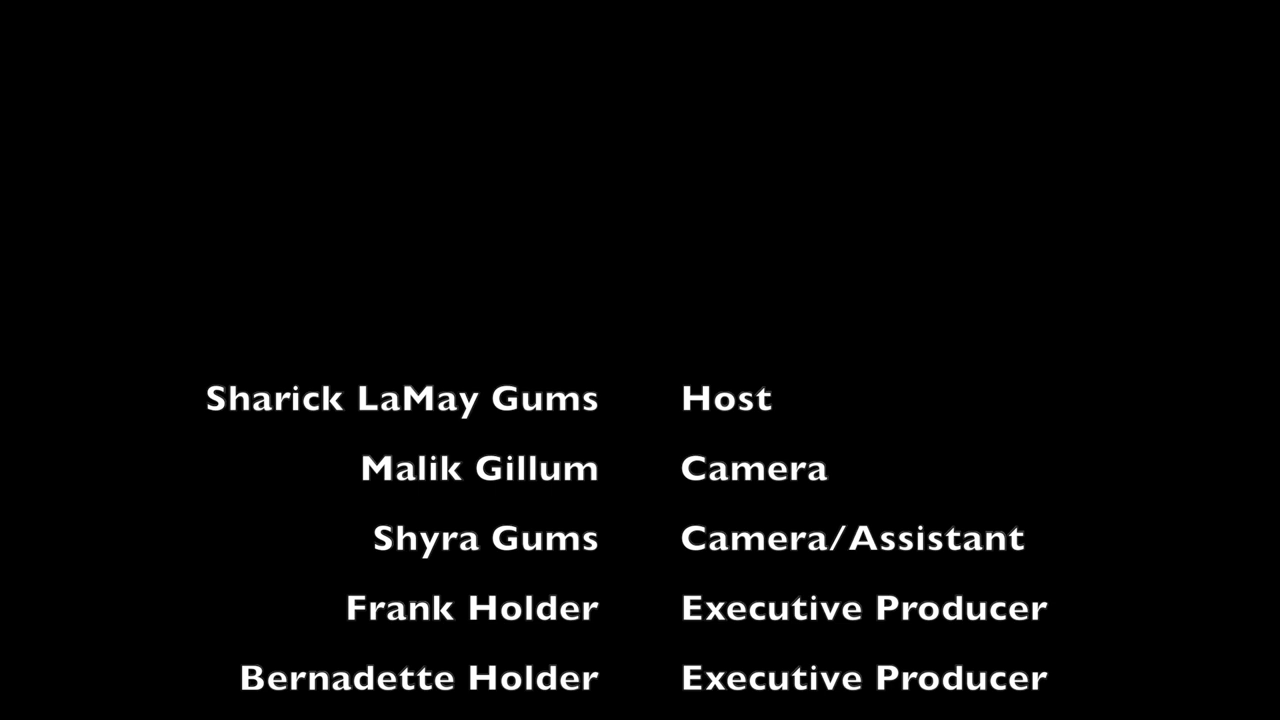 Sharick LaMay Gums Host
Malik Gillum Camera
Shyra Gums Camera/Assistant
Frank Holder Executive Producer
Bernadette Holder Executive Producer